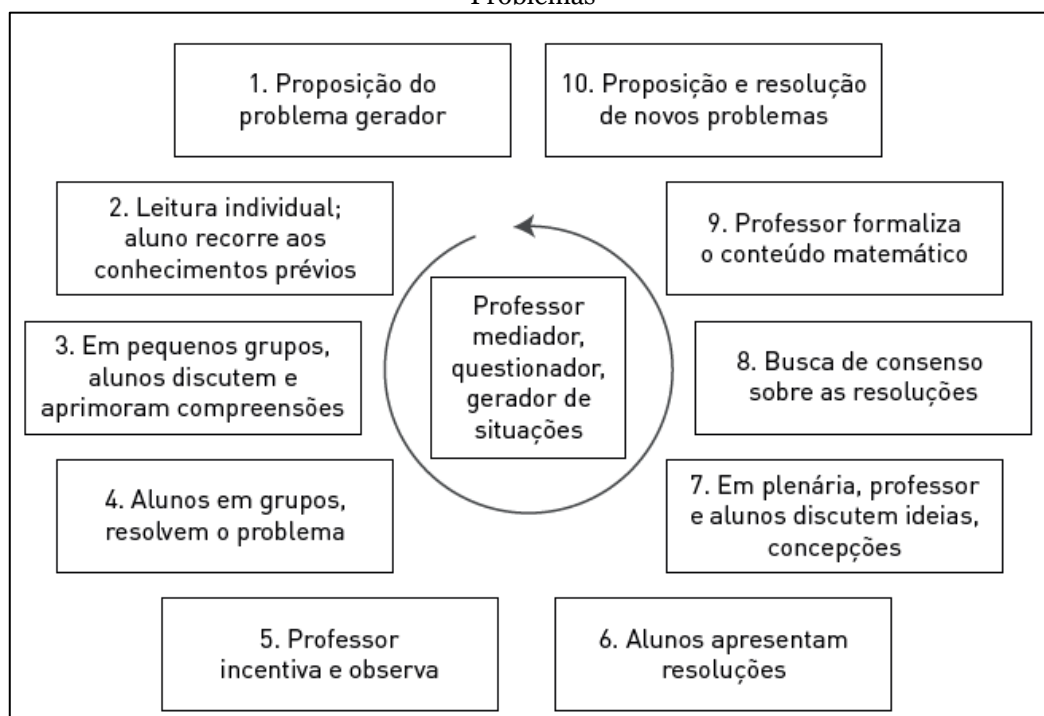 Problemas
1. Proposição do
problema gerador
10. Proposição e resolução
de novos problemas
2. Leitura individual;
aluno recorre aos
conhecimentos prévios
9. Professor formaliza
o conteúdo matemático
Professor
mediador,
questionador,
gerador de
situações
3. Em pequenos grupos,
alunos discutem e
aprimoram compreensões
8. Busca de consenso
sobre as resoluções
4. Alunos em grupos,
resolvem o problema
7. Em plenária, professor
e alunos discutem ideias,
concepções
5. Professor
incentiva e observa
6. Alunos apresentam
resoluções